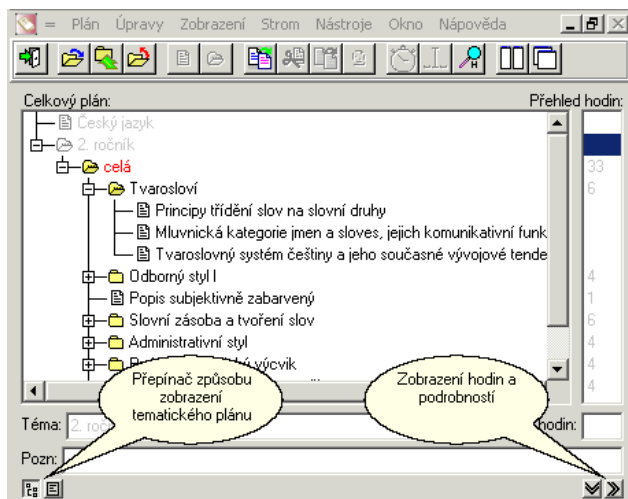 = Plán Úpravy Zobrazení Strom Nástroje Okno Nápověda
Celkový plán: Přehled hodin:
Český jazyk
2. ročník
celá 33
Tvarosloví 6
Principy třídění slov na slovní druhy
Mluvnická kategorie jmen a sloves, jejich komunikativní funk
Tvaroslovný systém češtiny a jeho současné vývojové tende
Odborný styl I 4
Popis subjektivně zabarvený 1
Slovní zásoba a tvoření slov 6
Administrativní styl 4
ký výcvik 4
4
Přepínač způsobu
zobrazení
tematického plánu
Zobrazení hodin a
podrobností
Téma: 2. roč hodin:
Pozn: